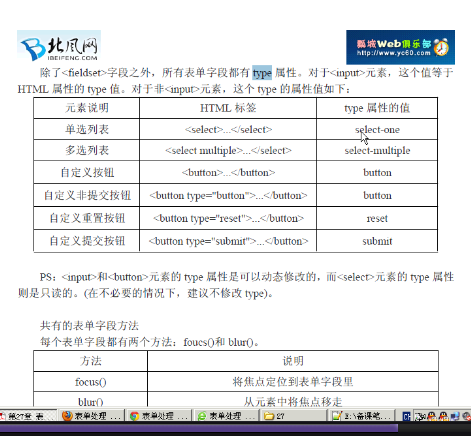 北风网
IBEIFENG.COM
瓢城Web俱乐部
http://www.yc60.com
除了<fieldset>字段之外，所有表单字段都有 type 属性。对于<input>元素，这个值等于
HTML 属性的 type 值。对于非<input>元素，这个 type 的属性值如下：
元素说明 HTML 标签 type 属性的值
单选列表 <select>...</select> select-one
多选列表 <select multiple>...</select> select-multiple
自定义按钮 <button>...</button> button
自定义非提交按钮 <button type="button">...</button> button
自定义重置按钮 <button type="reset">...</button> reset
自定义提交按钮 <button type="submit">...</button> submit
PS：<input>和<button>元素的 type 属性是可以动态修改的，而<select>元素的 type 属性
则是只读的。(在不必要的情况下，建议不修改 type)。
共有的表单字段方法
每个表单字段都有两个方法：foucs()和 blur()。
方法 说明
focus() 将焦点定位到表单字段里
blur() 从元素中将焦点移走
第27章 表... 表单处理 ... 表单处理 ... 表单处理 ... 27 E:\备课笔...